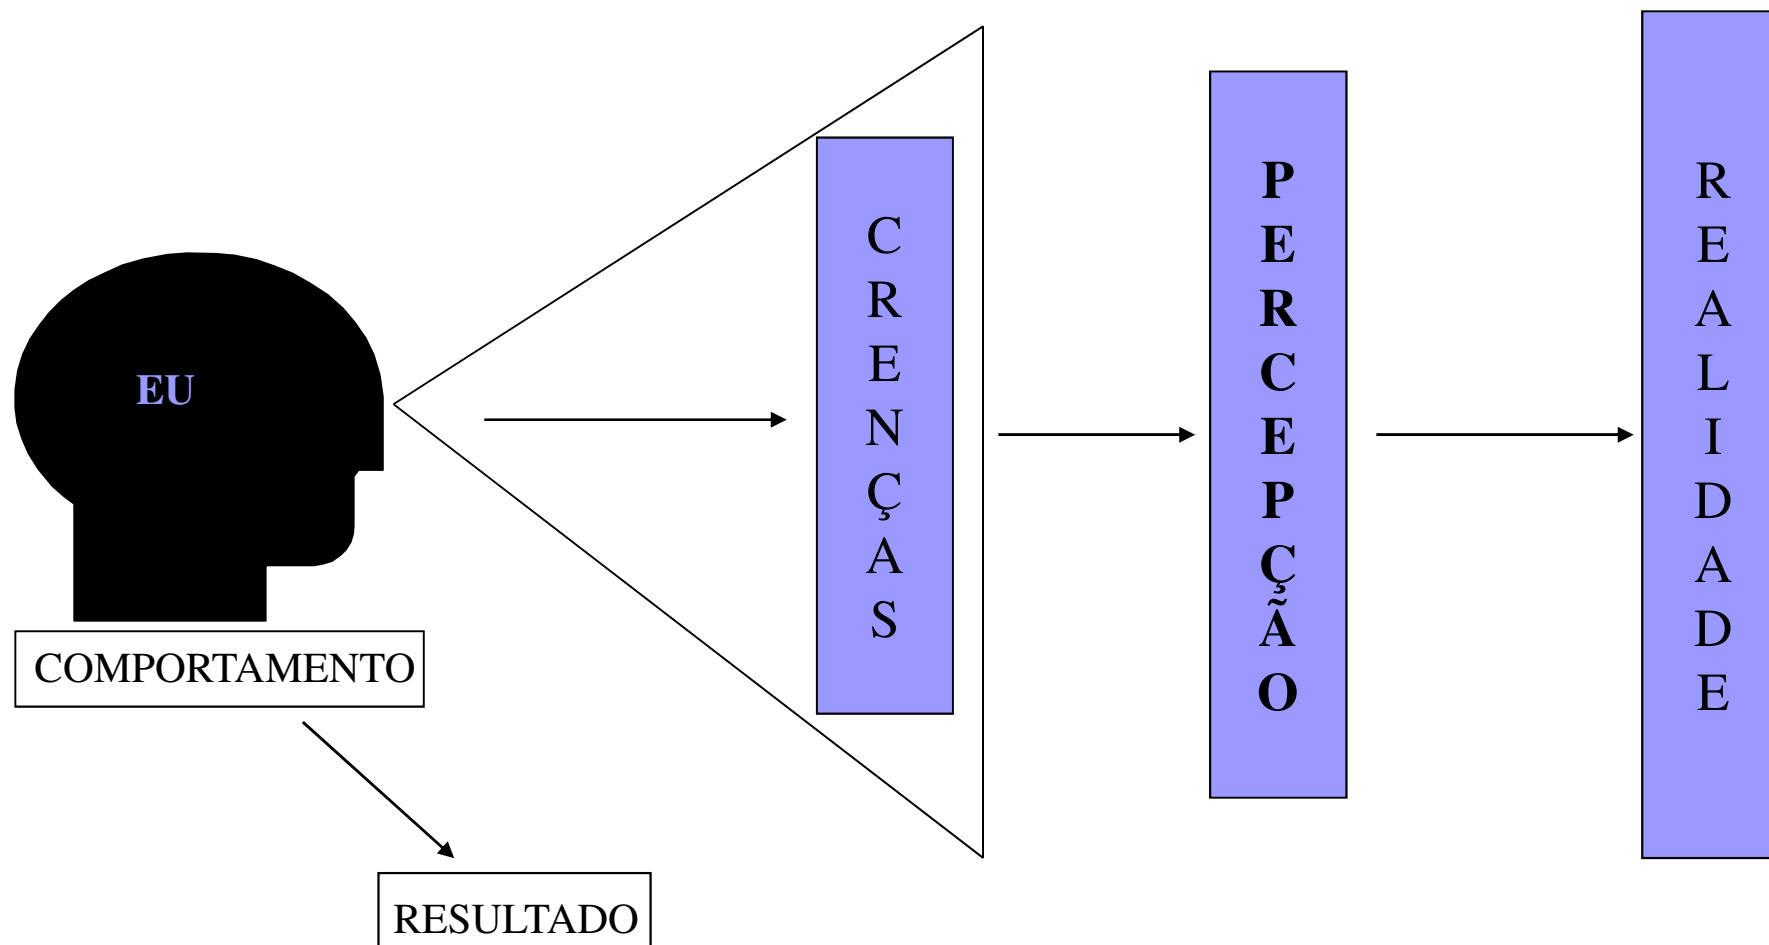 EU
COMPORTAMENTO
RESULTADO
CRENÇAS
PERCEPÇÃO
REALIDADE